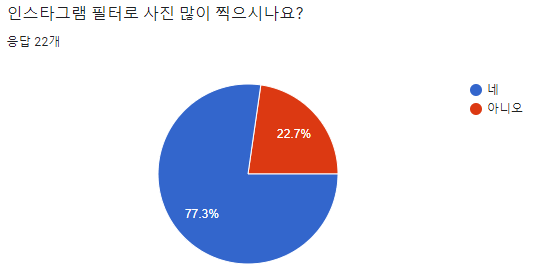 인스타그램 필터로 사진 많이 찍으시나요?
응답 22개
네
아니오
22.7%
77.3%